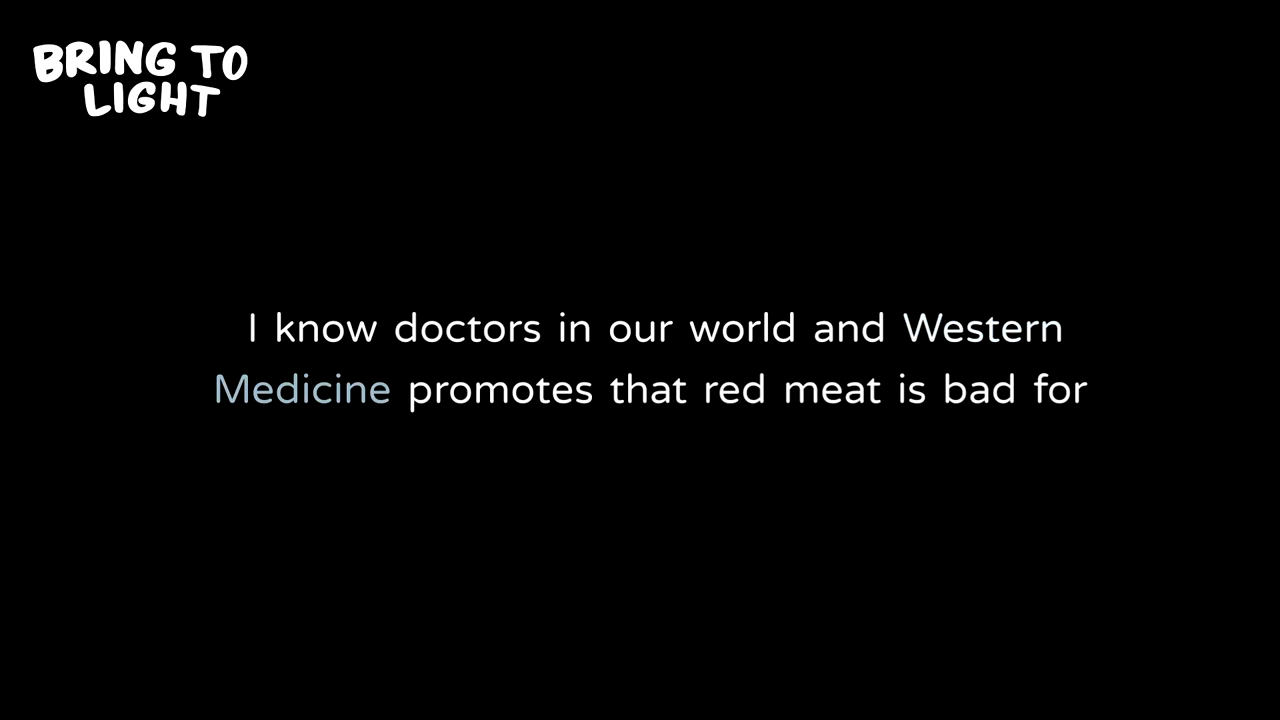 BRING TO
LIGHT
I know doctors in our world and Western
Medicine promotes that red meat is bad for